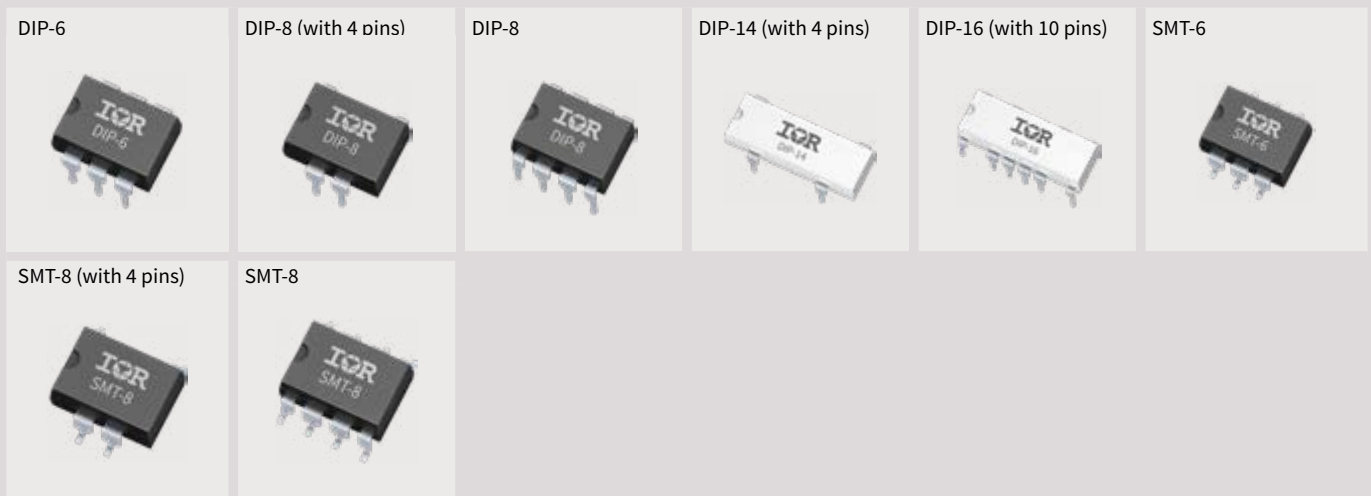 DIP-6
DIP-8 (with 4 pins)
DIP-8
DIP-14 (with 4 pins)
DIP-16 (with 10 pins)
SMT-6
IOR
DIP-6
IOR
DIP-8
IOR
DIP-8
IOR
DIP-14
IOR
DIP-16
IOR
SMT-6
SMT-8 (with 4 pins)
SMT-8
IOR
SMT-8
IOR
SMT-8